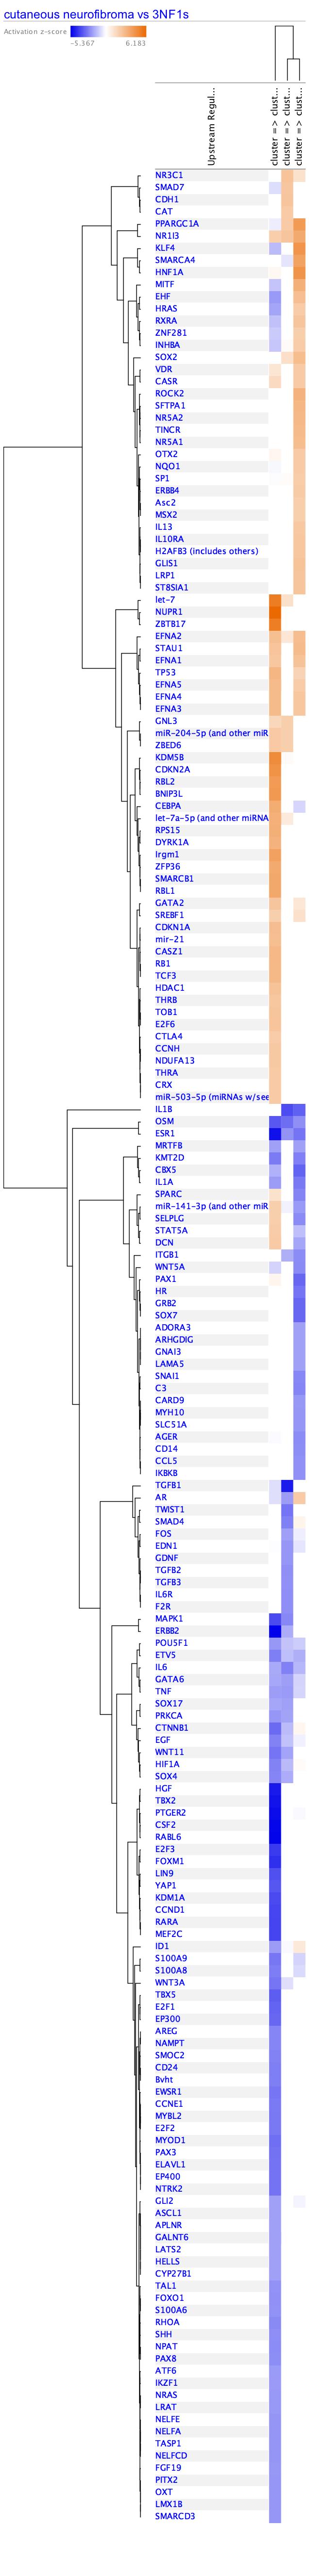 cutaneous neurofibroma vs 3NF1s
Activation z-score
-5.367 6.183
Upstream Regul...
cluster => clust...
cluster => clust...
cluster => clust...
NR3C1
SMAD7
CDH1
CAT
PPARGC1A
NR1I3
KLF4
SMARCA4
HNF1A
MITF
EHF
HRAS
RXRA
ZNF281
INHBA
SOX2
VDR
CASR
ROCK2
SFTPA1
NR5A2
TINCR
NR5A1
OTX2
NQO1
SP1
ERBB4
Asc2
MSX2
IL13
IL10RA
H2AFB3 (includes others)
GLIS1
LRP1
ST8SIA1
let-7
NUPR1
ZBTB17
EFNA2
STAU1
EFNA1
TP53
EFNA5
EFNA4
EFNA3
GNL3
miR-204-5p (and other miR
ZBED6
KDM5B
CDKN2A
RBL2
BNIP3L
CEBPA
let-7a-5p (and other miRNA
RPS15
DYRK1A
Irgm1
ZFP36
SMARCB1
RBL1
GATA2
SREBF1
CDKN1A
mir-21
CASZ1
RB1
TCF3
HDAC1
THRB
TOB1
E2F6
CTLA4
CCNH
NDUFA13
THRA
CRX
miR-503-5p (miRNAs w/see
IL1B
OSM
ESR1
MRTFB
KMT2D
CBX5
IL1A
SPARC
miR-141-3p (and other miR
SELPLG
STAT5A
DCN
ITGB1
WNT5A
PAX1
HR
GRB2
SOX7
ADORA3
ARHGDIG
GNAI3
LAMA5
SNAI1
C3
CARD9
MYH10
SLC51A
AGER
CD14
CCL5
IKBKB
TGFB1
AR
TWIST1
SMAD4
FOS
EDN1
GDNF
TGFB2
TGFB3
IL6R
F2R
MAPK1
ERBB2
POU5F1
ETV5
IL6
GATA6
TNF
SOX17
PRKCA
CTNNB1
EGF
WNT11
HIF1A
SOX4
HGF
TBX2
PTGER2
CSF2
RABL6
E2F3
FOXM1
LIN9
YAP1
KDM1A
CCND1
RARA
MEF2C
ID1
S100A9
S100A8
WNT3A
TBX5
E2F1
EP300
AREG
NAMPT
SMOC2
CD24
Bvht
EWSR1
CCNE1
MYBL2
E2F2
MYOD1
PAX3
ELAVL1
EP400
NTRK2
GLI2
ASCL1
APLNR
GALNT6
LATS2
HELLS
CYP27B1
TAL1
FOXO1
S100A6
RHOA
SHH
NPAT
PAX8
ATF6
IKZF1
NRAS
LRAT
NELFE
NELFA
TASP1
NELFCD
FGF19
PITX2
OXT
LMX1B
SMARCD3